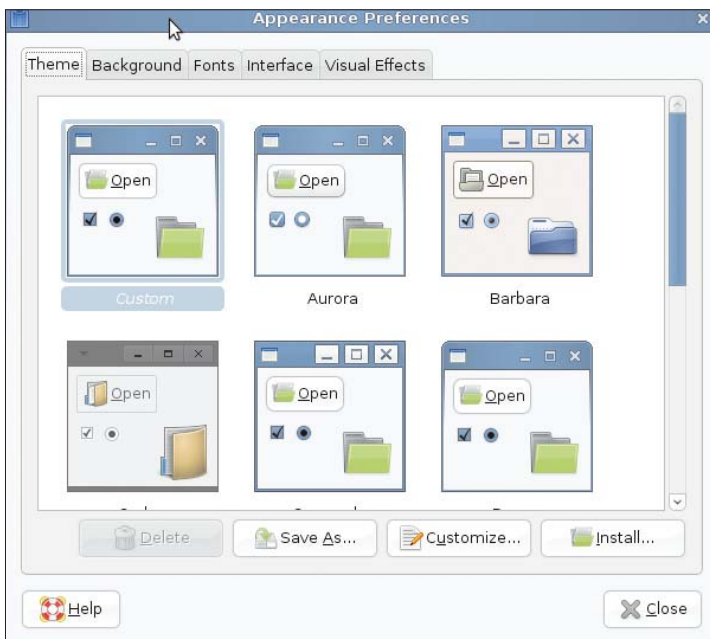 Appearance Preferences
Theme Background Fonts Interface Visual Effects
Open Open Open
Custom Aurora Barbara
Open Open Open
Delete Save As... Customize... Install...
Help Close